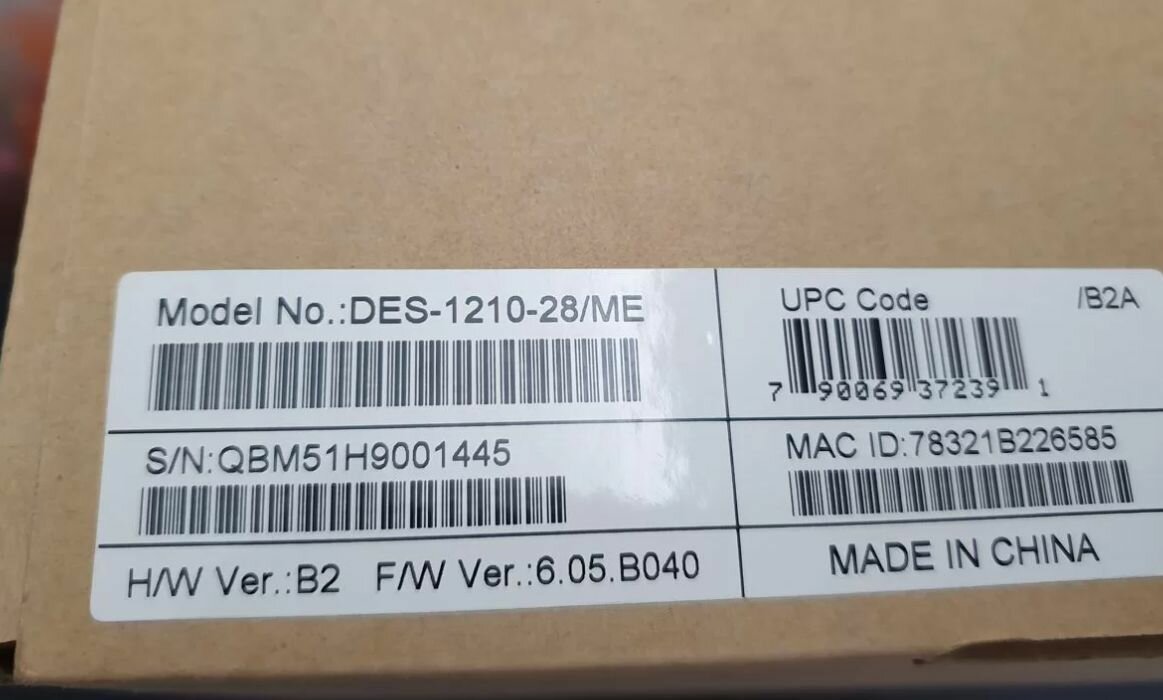 Model No.:DES-1210-28/ME
UPC Code /B2A
7 90069 37239 1
S/N:QBM51H9001445
MAC ID:78321B226585
H/W Ver.:B2 F/W Ver.:6.05.B040
MADE IN CHINA